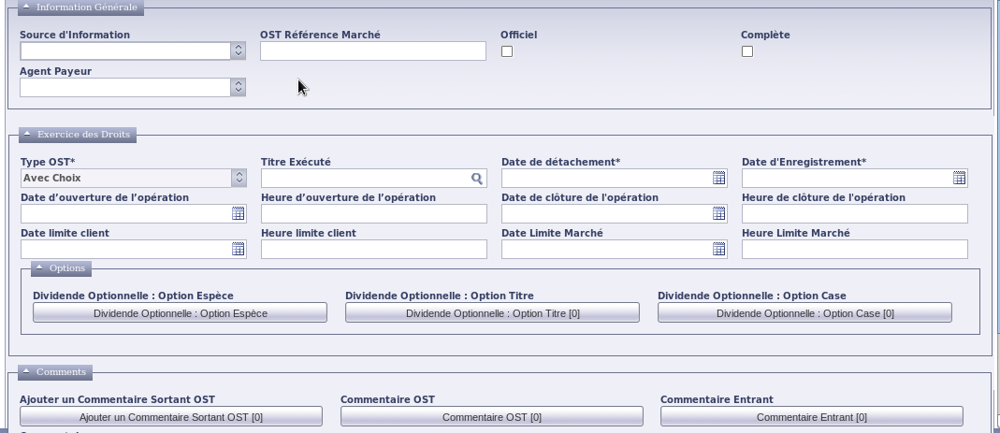 Information Générale
Source d'Information OST Référence Marché Officiel Complète
Agent Payeur
Exercice des Droits
Type OST* Titre Exécuté Date de détachement* Date d'Enregistrement*
Avec Choix
Date d’ouverture de l’opération Heure d’ouverture de l’opération Date de clôture de l'opération Heure de clôture de l'opération
Date limite client Heure limite client Date Limite Marché Heure Limite Marché
Options
Dividende Optionnelle : Option Espèce Dividende Optionnelle : Option Titre Dividende Optionnelle : Option Case
Dividende Optionnelle : Option Espèce Dividende Optionnelle : Option Titre [0] Dividende Optionnelle : Option Case [0]
Comments
Ajouter un Commentaire Sortant OST Commentaire OST Commentaire Entrant
Ajouter un Commentaire Sortant OST [0] Commentaire OST [0] Commentaire Entrant [0]